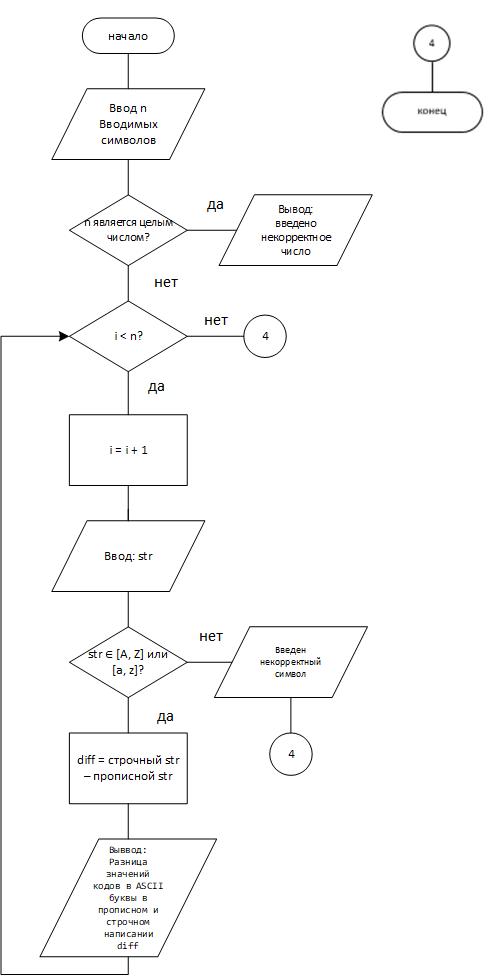 начало
4
конец
Ввод n
Вводимых
символов
n является целым
числом?
да
Вывод:
введено
некорректное
число
нет
i < n?
нет
4
да
i = i + 1
Ввод: str
str ∈ [A, Z] или
[a, z]?
нет
Введен
некорректный
символ
да
4
diff = строчный str
– прописной str
Выввод:
Разница
значений
кодов в ASCII
буквы в
прописном и
строчном
написании
diff